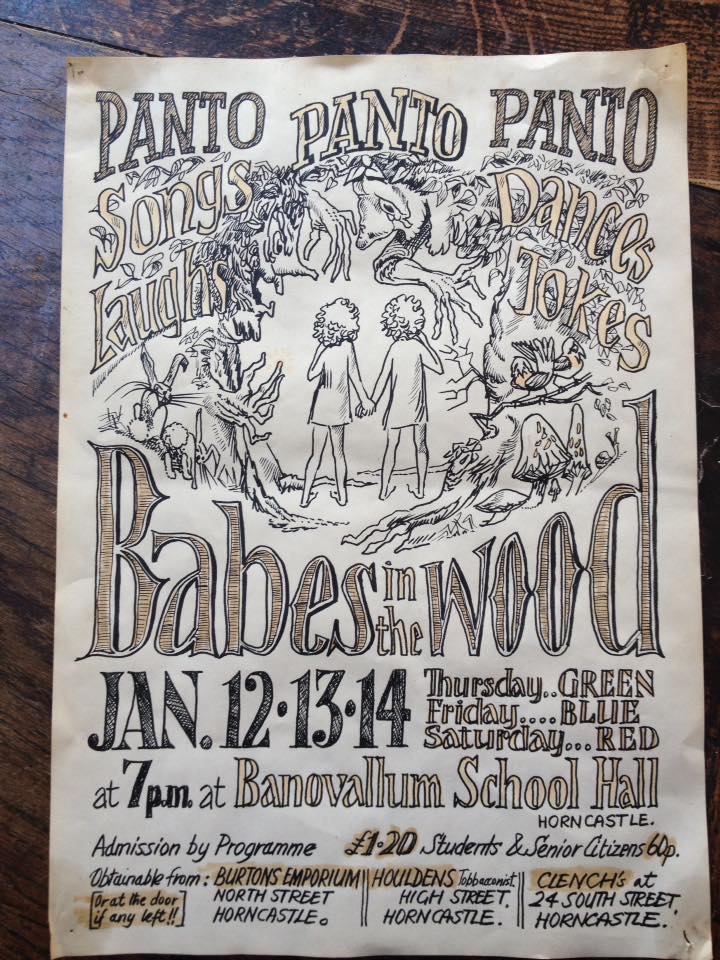 PANTO PANTO PANTO
Songs
Laughs
Dances
Jokes
Babes in the wood
JAN. 12·13·14
Thursday..GREEN
Friday....BLUE
Saturday...RED
at 7p.m. at Banovallum School Hall
HORNCASTLE.
Admission by Programme £1·20 Students & Senior Citizens 60p.
Obtainable from:
Or at the door
if any left!!
BURTONS EMPORIUM
NORTH STREET
HORNCASTLE.
HOULDENS Tobbacconist.
HIGH STREET.
HORNCASTLE.
CLENCH's at
24 SOUTH STREET
HORNCASTLE.